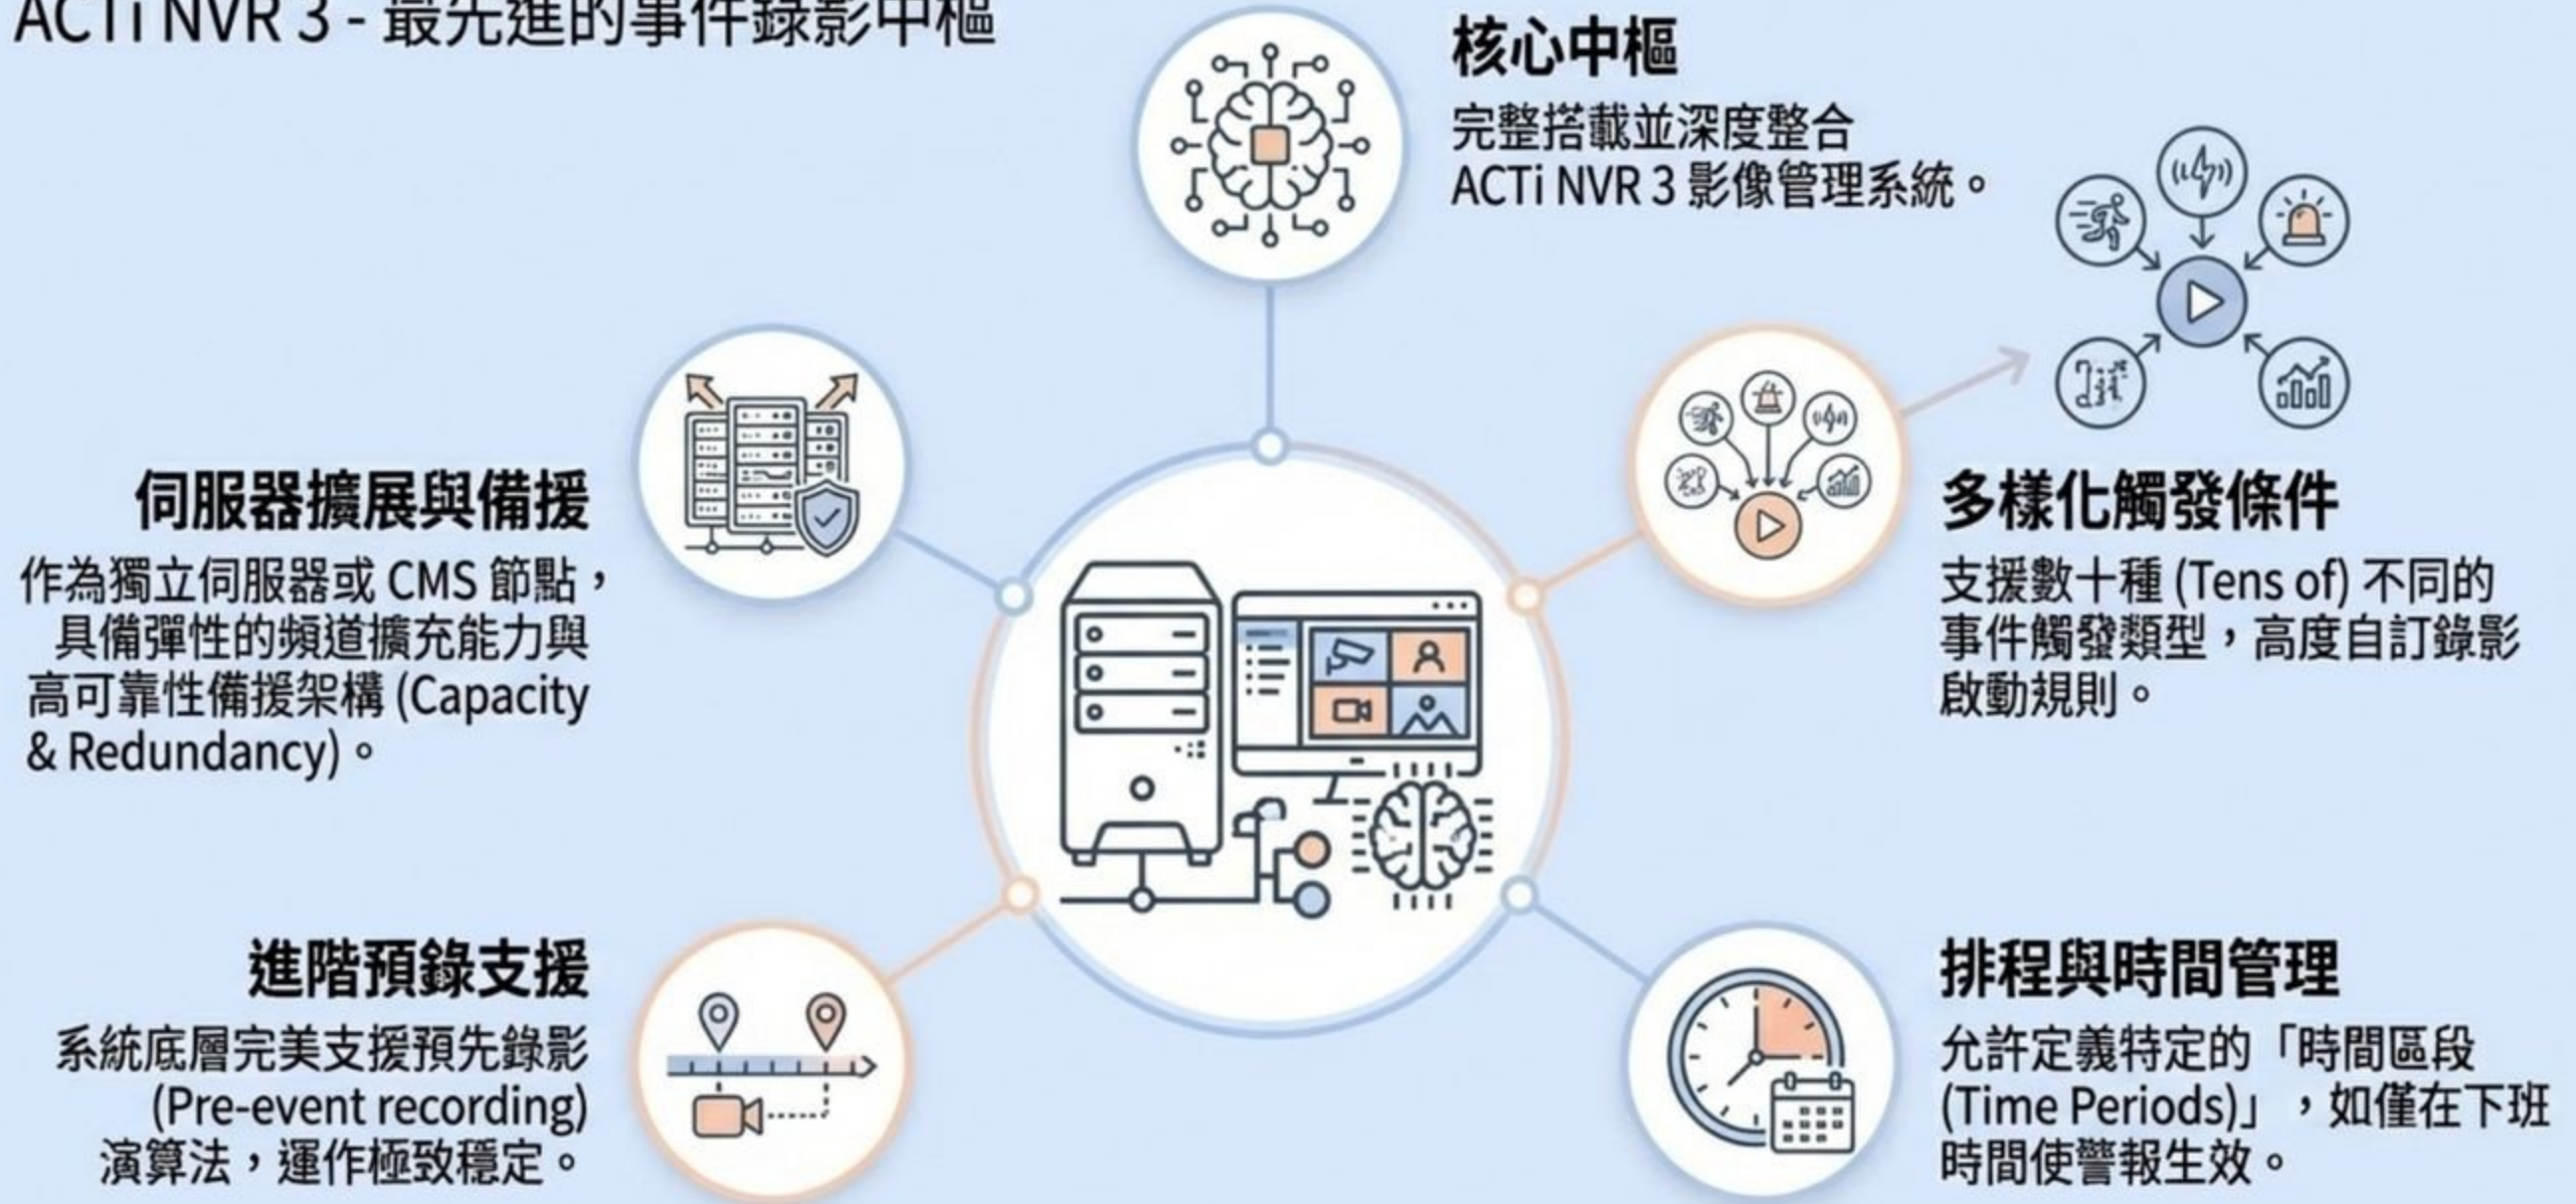 ACTi NVR 3 - 最先進的事件錄影中樞
核心中樞
完整搭載並深度整合
ACTi NVR 3 影像管理系統。
伺服器擴展與備援
作為獨立伺服器或 CMS 節點，
具備彈性的頻道擴充能力與
高可靠性備援架構 (Capacity
& Redundancy)。
多樣化觸發條件
支援數十種 (Tens of) 不同的
事件觸發類型，高度自訂錄影
啟動規則。
進階預錄支援
系統底層完美支援預先錄影
(Pre-event recording)
演算法，運作極致穩定。
排程與時間管理
允許定義特定的「時間區段
(Time Periods)」，如僅在下班
時間使警報生效。